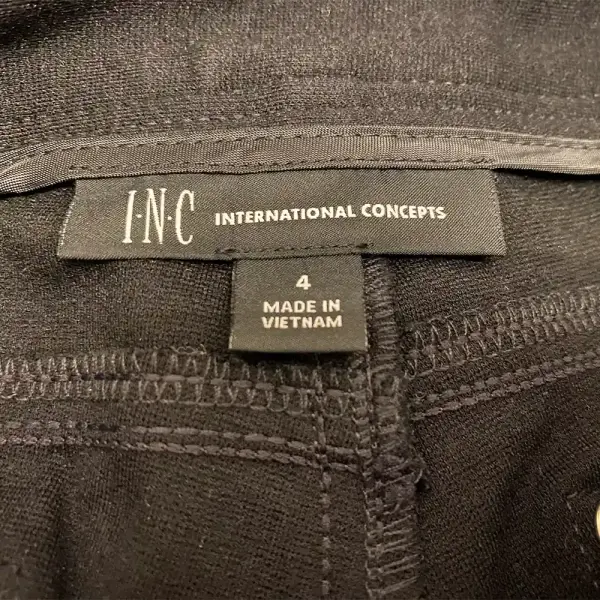 I·N·C INTERNATIONAL CONCEPTS
4
MADE IN
VIETNAM